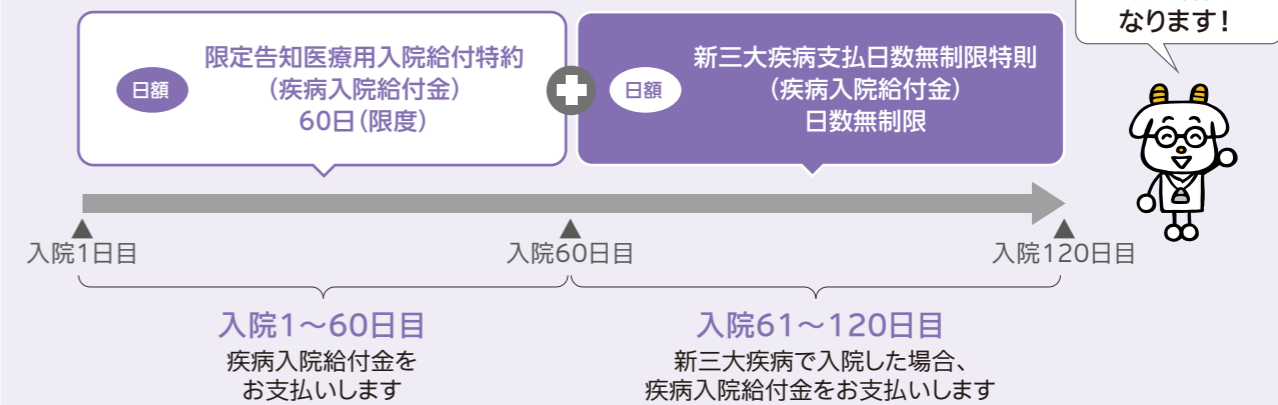 なります!
日額
限定告知医療用入院給付特約
(疾病入院給付金)
60日(限度)
日額
新三大疾病支払日数無制限特則
(疾病入院給付金)
日数無制限
入院1日目
入院60日目
入院120日目
入院1~60日目
疾病入院給付金を
お支払いします
入院61~120日目
新三大疾病で入院した場合、
疾病入院給付金をお支払いします